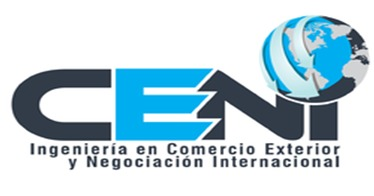 CENI
Ingeniería en Comercio Exterior
y Negociación Internacional